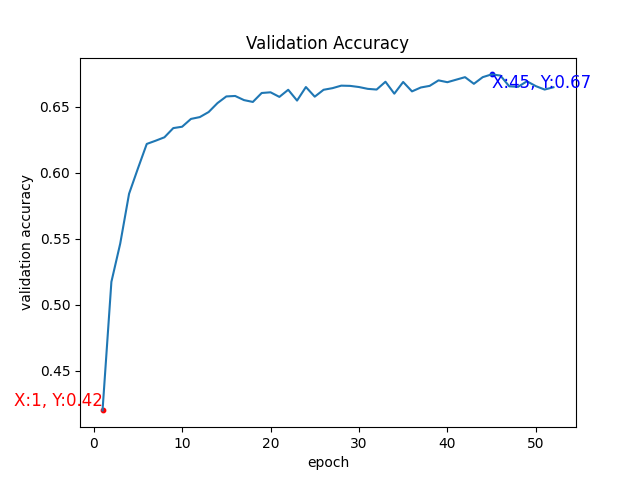 Validation Accuracy
X:45, Y:0.67
0.65
0.60
0.55
0.50
0.45
validation accuracy
X:1, Y:0.42
0 10 20 30 40 50
epoch